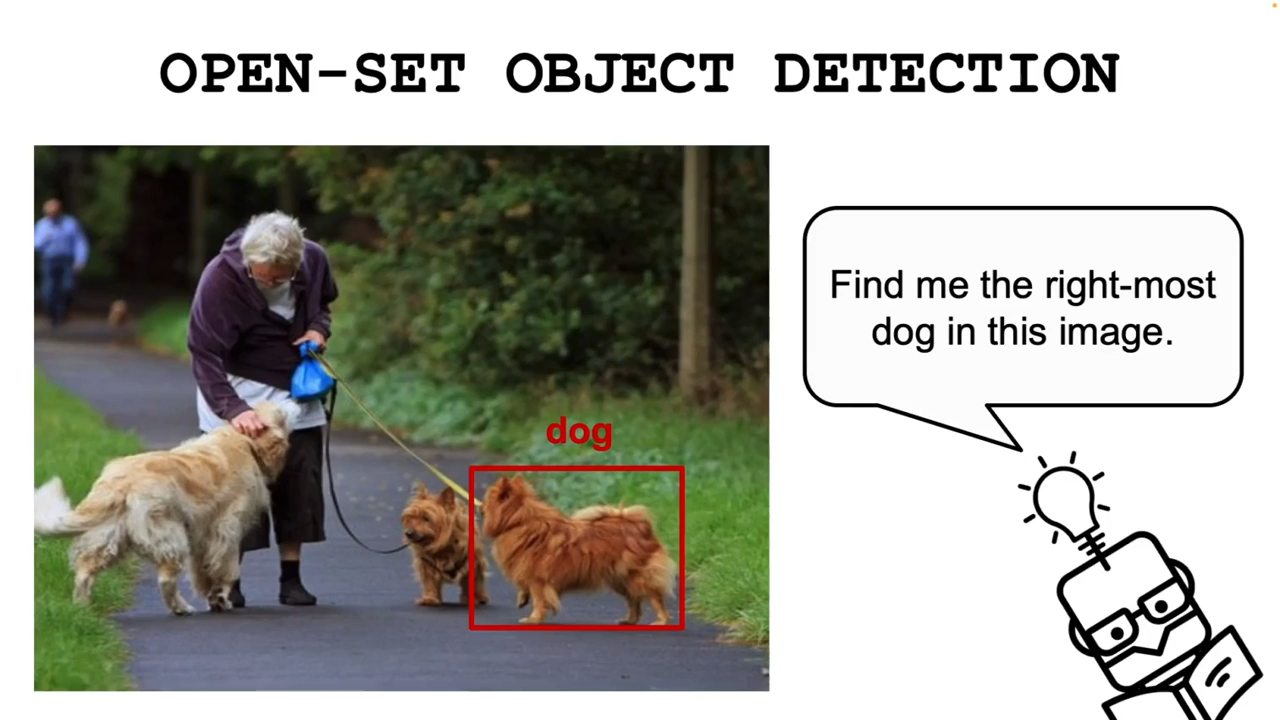 OPEN-SET OBJECT DETECTION
Find me the right-most
dog in this image.
dog